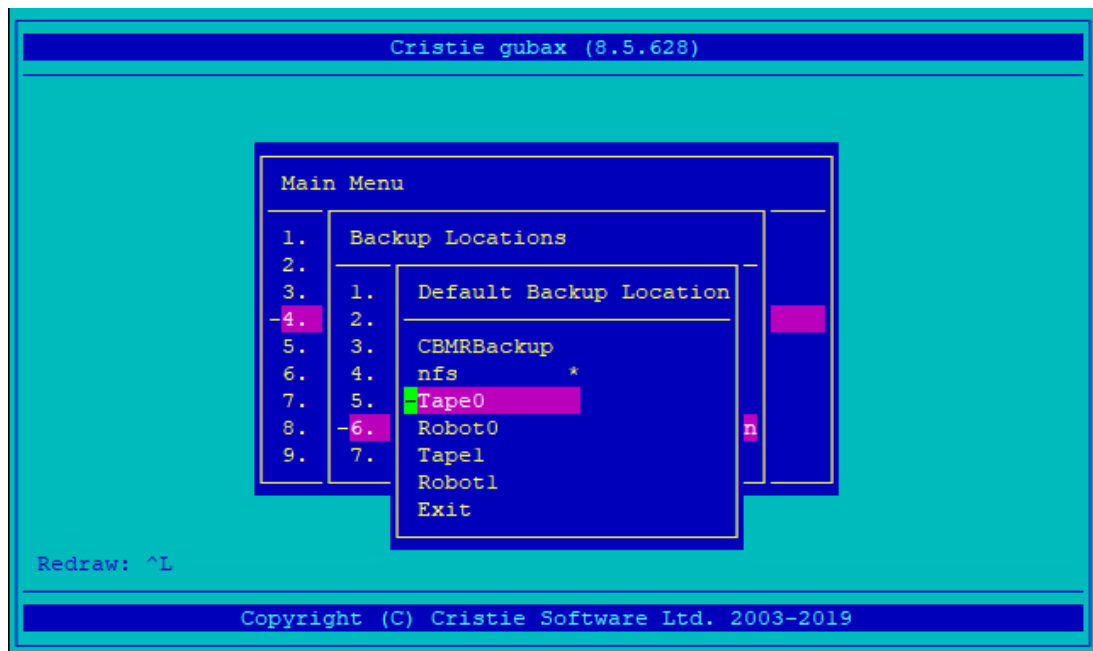 Cristie gubax (8.5.628)
Main Menu
1.
2.
3.
-4.
5.
6.
7.
8.
9.
Backup Locations
1.
2.
3.
4.
5.
-6. n
7.
Default Backup Location
CBMRBackup
nfs *
-Tape0
Robot0
Tape1
Robot1
Exit
Redraw: ^L
Copyright (C) Cristie Software Ltd. 2003-2019